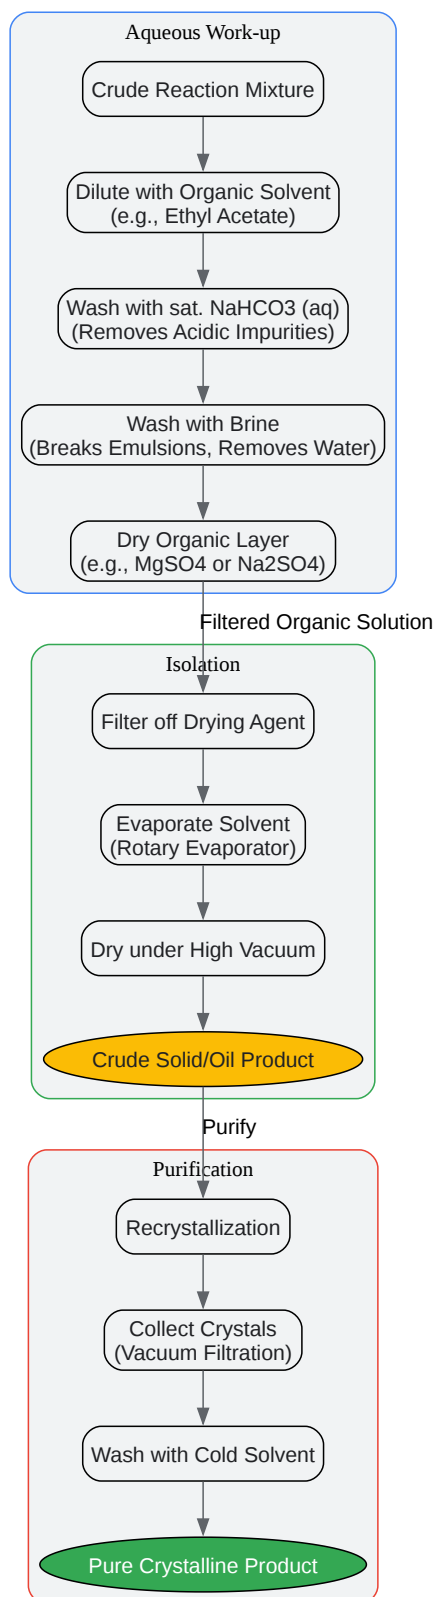 Aqueous Work-up
Crude Reaction Mixture
Dilute with Organic Solvent
(e.g., Ethyl Acetate)
Wash with sat. NaHCO3 (aq)
(Removes Acidic Impurities)
Wash with Brine
(Breaks Emulsions, Removes Water)
Dry Organic Layer
(e.g., MgSO4 or Na2SO4)
Filtered Organic Solution
Isolation
Filter off Drying Agent
Evaporate Solvent
(Rotary Evaporator)
Dry under High Vacuum
Crude Solid/Oil Product
Purify
Purification
Recrystallization
Collect Crystals
(Vacuum Filtration)
Wash with Cold Solvent
Pure Crystalline Product